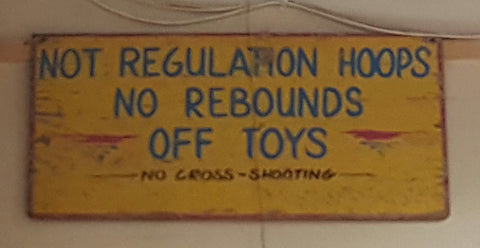 NOT REGULATION HOOPS
NO REBOUNDS
OFF TOYS
NO CROSS-SHOOTING